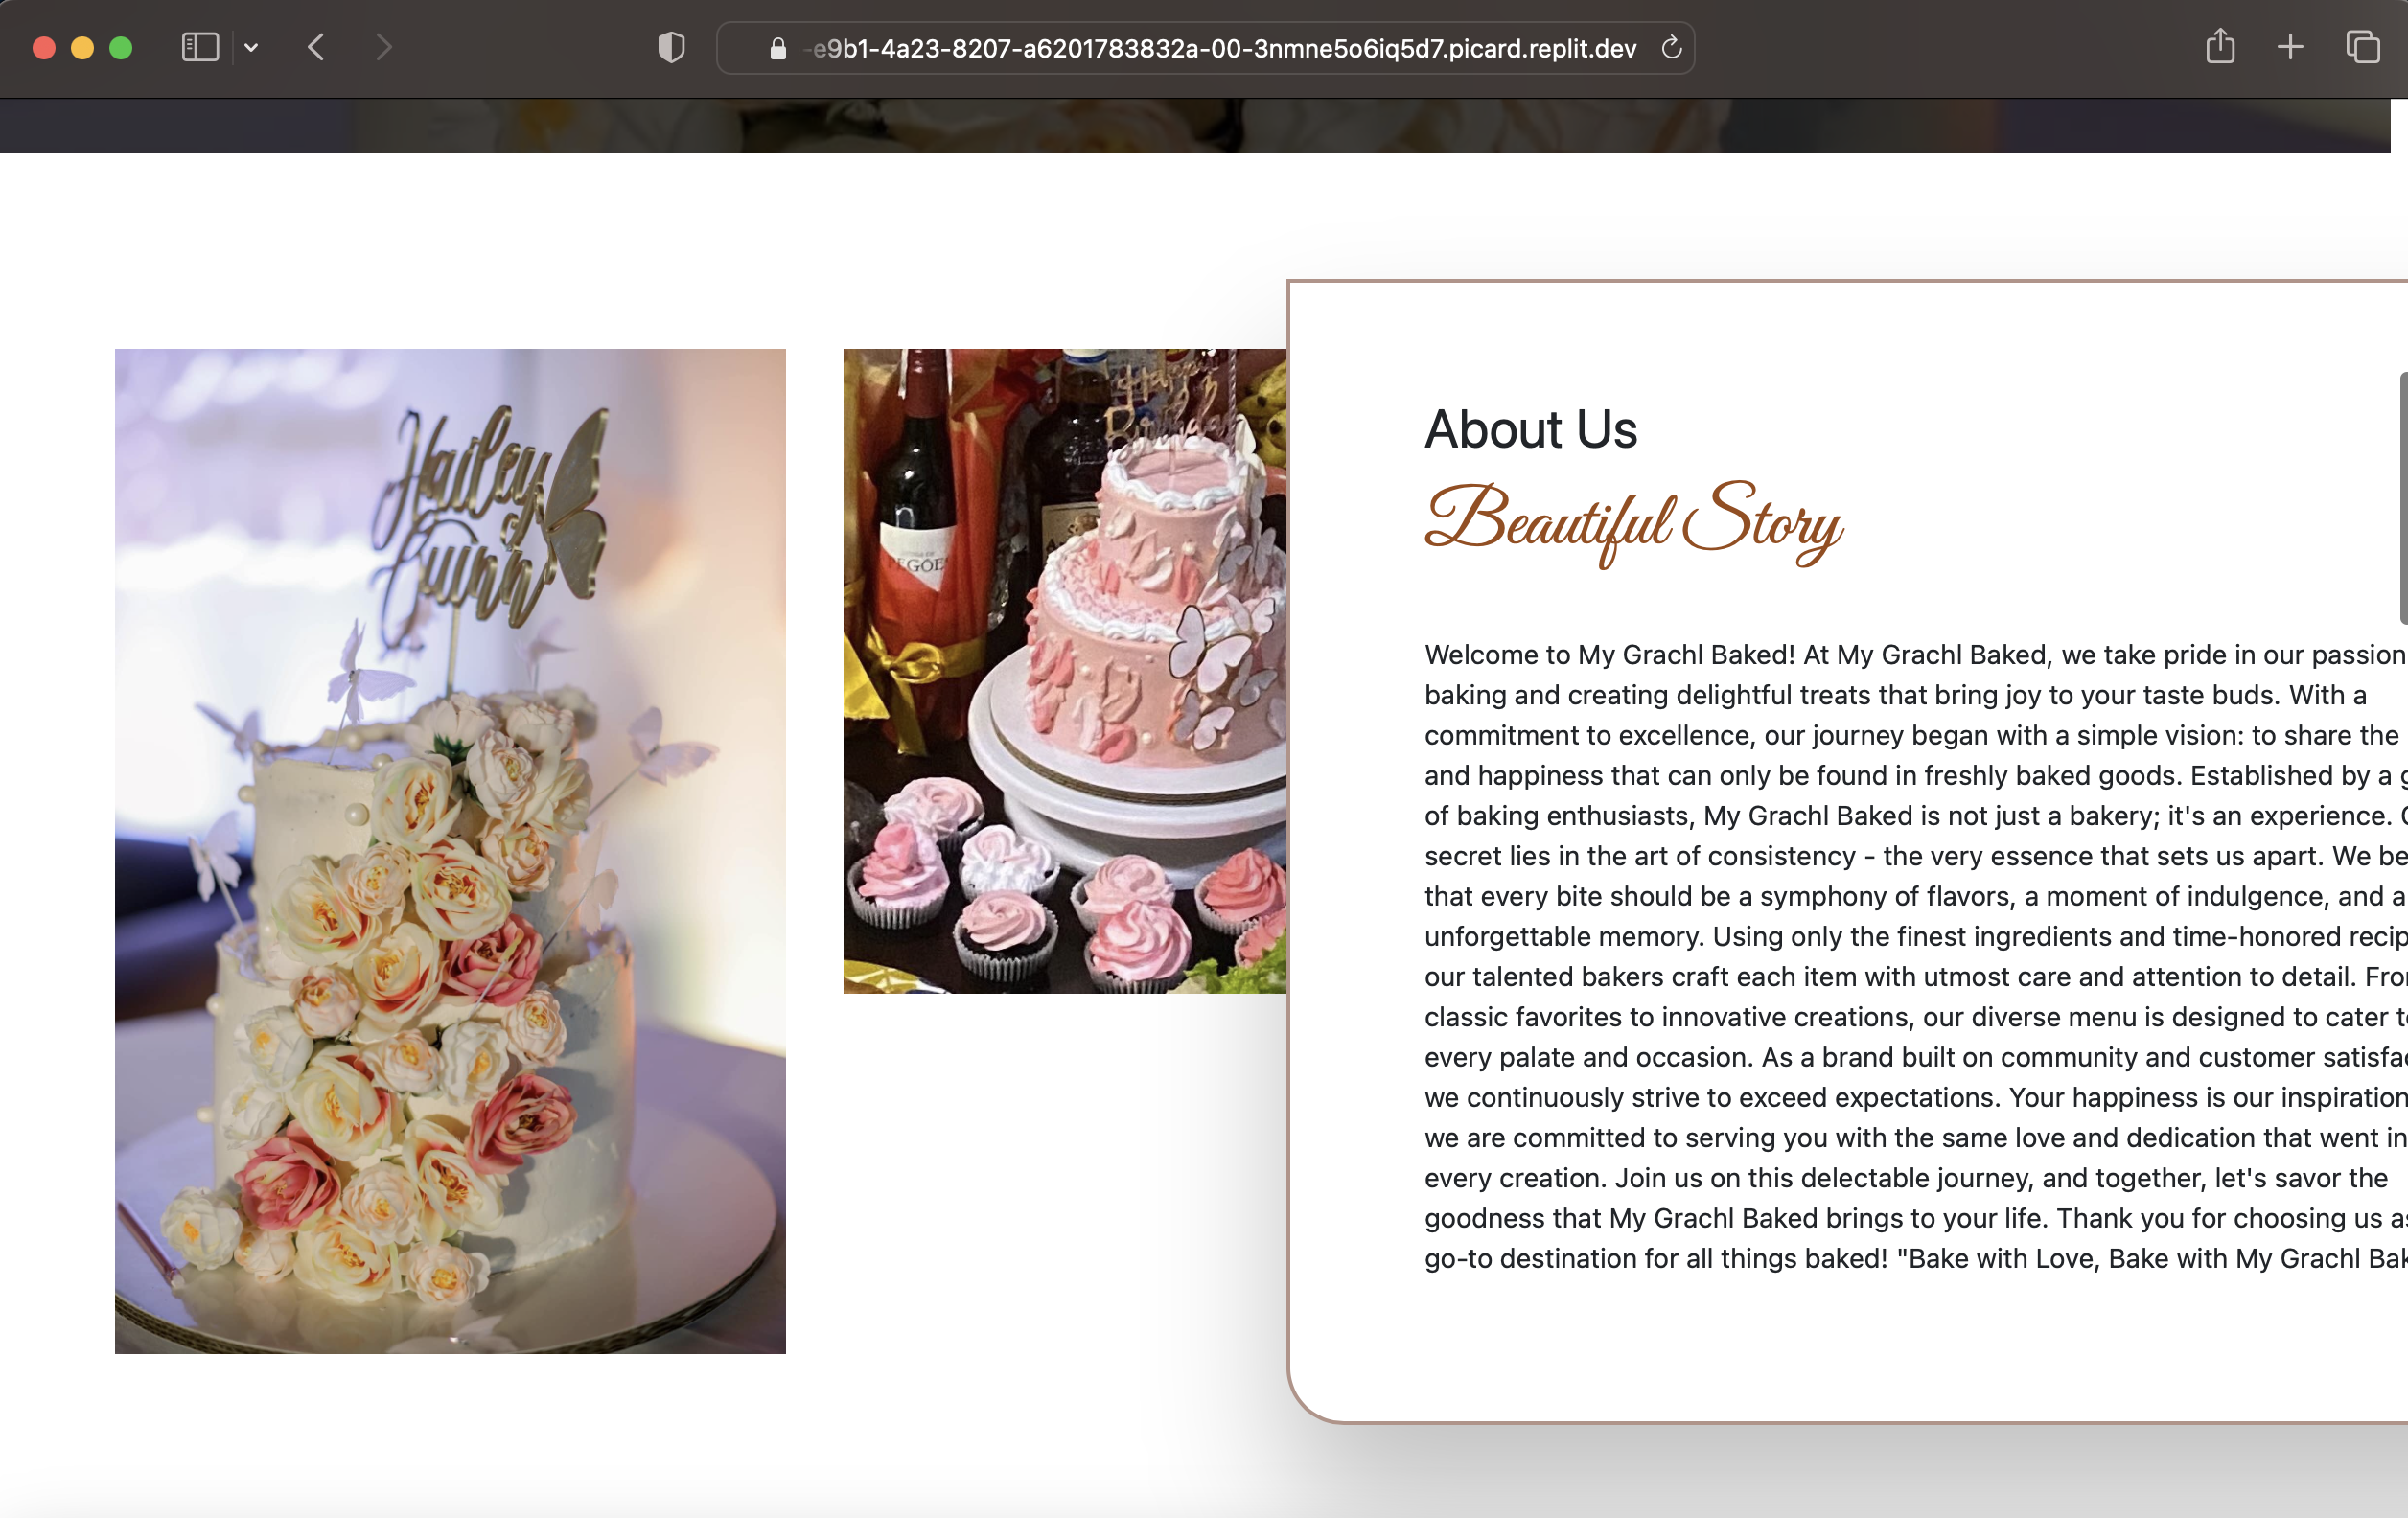 -e9b1-4a23-8207-a6201783832a-00-3nmne5o6iq5d7.picard.replit.dev
Hailey
Quinn
Happy
Birthday
PEGÕES
About Us
Beautiful Story
Welcome to My Grachl Baked! At My Grachl Baked, we take pride in our passion
baking and creating delightful treats that bring joy to your taste buds. With a
commitment to excellence, our journey began with a simple vision: to share the
and happiness that can only be found in freshly baked goods. Established by a
of baking enthusiasts, My Grachl Baked is not just a bakery; it's an experience.
secret lies in the art of consistency - the very essence that sets us apart. We be
that every bite should be a symphony of flavors, a moment of indulgence, and a
unforgettable memory. Using only the finest ingredients and time-honored recip
our talented bakers craft each item with utmost care and attention to detail. Fro
classic favorites to innovative creations, our diverse menu is designed to cater t
every palate and occasion. As a brand built on community and customer satisfa
we continuously strive to exceed expectations. Your happiness is our inspiration
we are committed to serving you with the same love and dedication that went in
every creation. Join us on this delectable journey, and together, let's savor the
goodness that My Grachl Baked brings to your life. Thank you for choosing us as
go-to destination for all things baked! "Bake with Love, Bake with My Grachl Bak